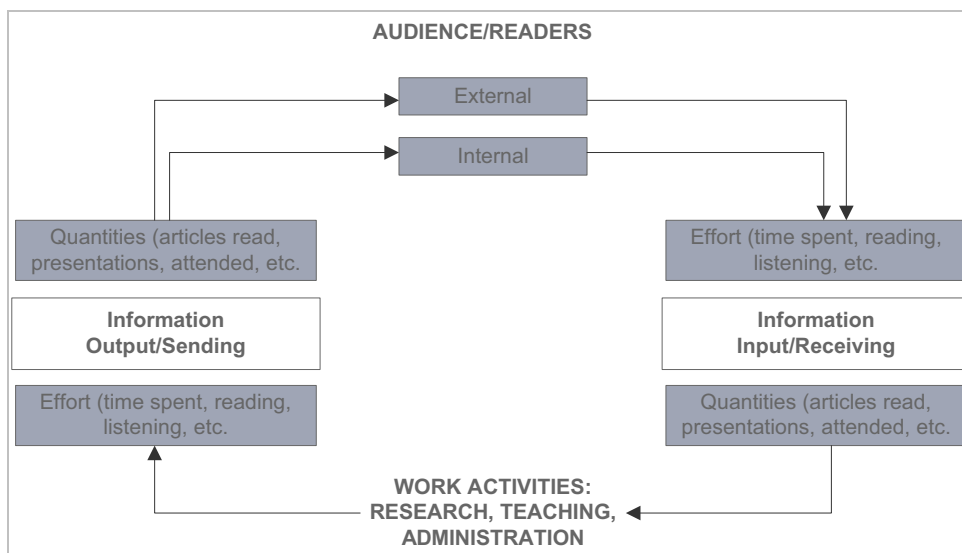 AUDIENCE/READERS
External
Internal
Quantities (articles read,
presentations, attended, etc.
Effort (time spent, reading,
listening, etc.
Information
Output/Sending
Information
Input/Receiving
Effort (time spent, reading,
listening, etc.
Quantities (articles read,
presentations, attended, etc.
WORK ACTIVITIES:
RESEARCH, TEACHING,
ADMINISTRATION